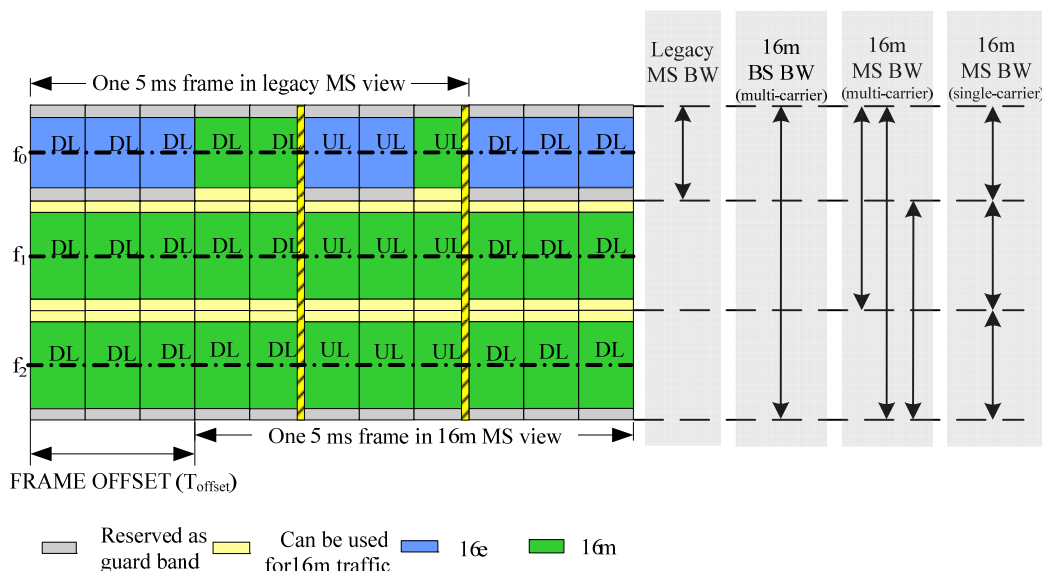 Legacy
MS BW
16m
BS BW
(multi-carrier)
16m
MS BW
(multi-carrier)
16m
MS BW
(single-carrier)
One 5 ms frame in legacy MS view
f0 DL DL DL DL DL UL UL UL DL DL DL
f1 DL DL DL DL DL UL UL UL DL DL DL
f2 DL DL DL DL DL UL UL UL DL DL DL
One 5 ms frame in 16m MS view
FRAME OFFSET (Toffset)
Reserved as
guard band
Can be used
for16m traffic
16e
16m